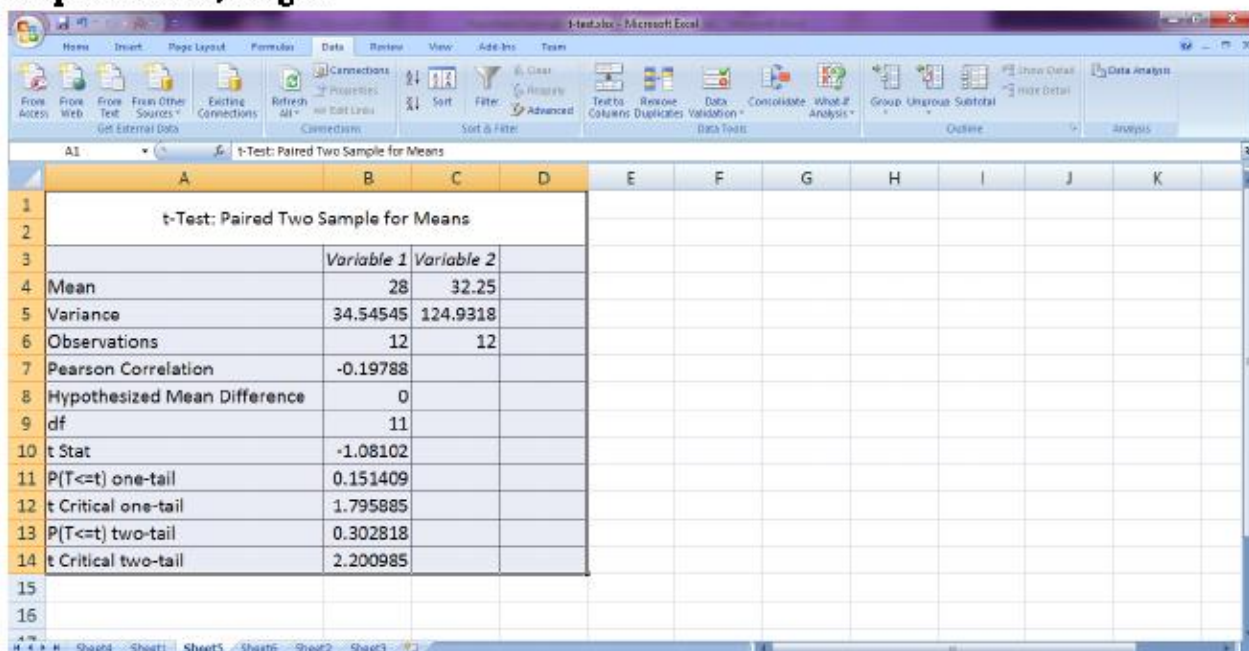 t-test.xlsx - Microsoft Excel
Home Insert Page Layout Formulas Data Review View Add-Ins Team
From Access
From Web
From Text
From Other Sources
Existing Connections
Get External Data
Refresh All
Connections
Properties
Edit Links
Connections
Sort
Filter
Clear
Reapply
Advanced
Sort & Filter
Text to Columns
Remove Duplicates
Data Validation
Consolidate
What-If Analysis
Data Tools
Group
Ungroup
Subtotal
Show Detail
Hide Detail
Outline
Data Analysis
Analysis
A1 fx t-Test: Paired Two Sample for Means
A B C D E F G H I J K
1 t-Test: Paired Two Sample for Means
2
3 Variable 1 Variable 2
4 Mean 28 32.25
5 Variance 34.54545 124.9318
6 Observations 12 12
7 Pearson Correlation -0.19788
8 Hypothesized Mean Difference 0
9 df 11
10 t Stat -1.08102
11 P(T<=t) one-tail 0.151409
12 t Critical one-tail 1.795885
13 P(T<=t) two-tail 0.302818
14 t Critical two-tail 2.200985
15
16
17
Sheet4 Sheet1 Sheet5 Sheet6 Sheet2 Sheet3